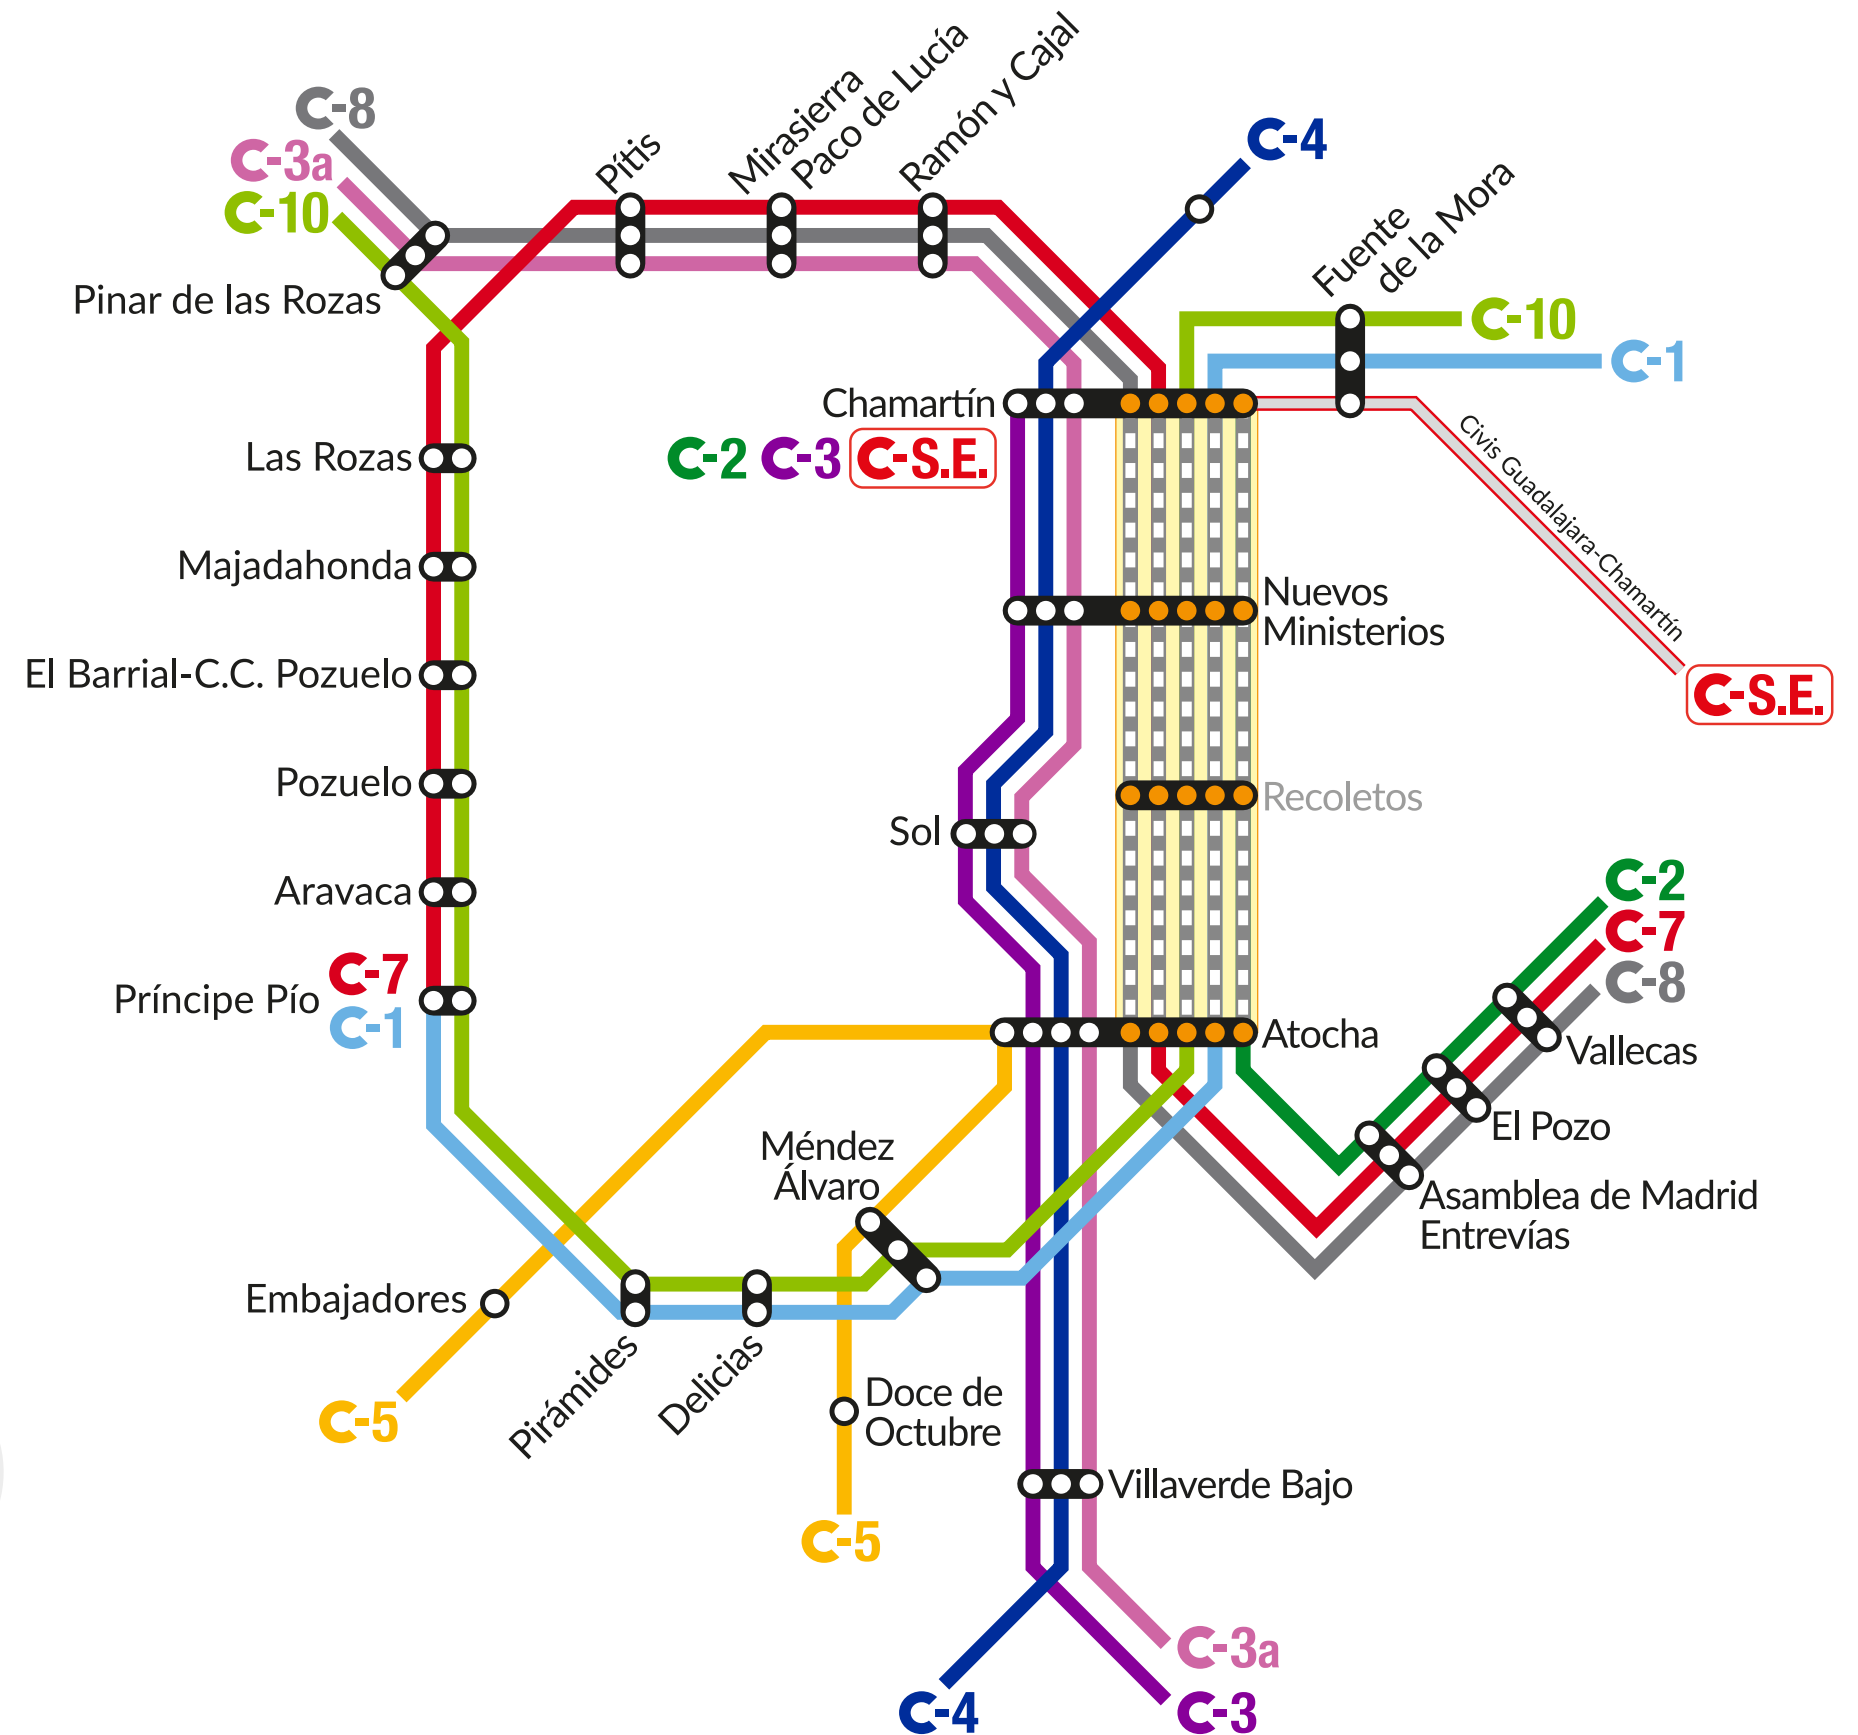 C-8
C-3a
C-10
Pinar de las Rozas
Pítis
Mirasierra
Paco de Lucía
Ramón y Cajal
C-4
Fuente
de la Mora
C-10
C-1
Chamartín
C-2 C-3 C-S.E.
Civis Guadalajara-Chamartín
C-S.E.
Las Rozas
Majadahonda
El Barrial-C.C. Pozuelo
Pozuelo
Aravaca
Príncipe Pío
C-7
C-1
Nuevos
Ministerios
Recoletos
Sol
Atocha
C-2
C-7
C-8
Vallecas
El Pozo
Asamblea de Madrid
Entrevías
Méndez
Álvaro
Embajadores
C-5
Pirámides
Delicias
Doce de
Octubre
C-5
Villaverde Bajo
C-3a
C-4
C-3